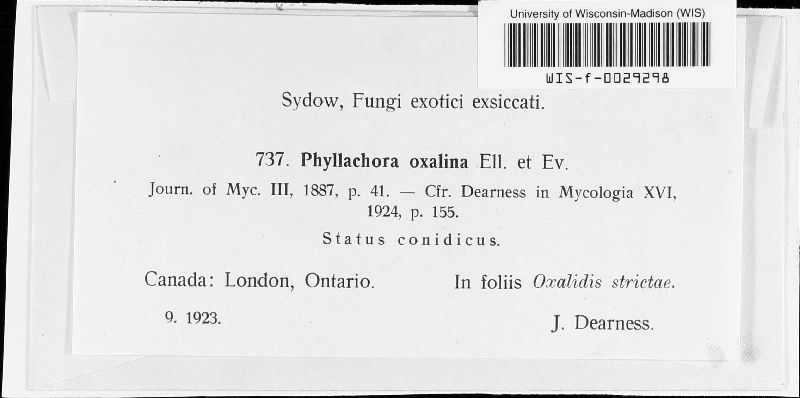 University of Wisconsin-Madison (WIS)
WIS-f-0029298
Sydow, Fungi exotici exsiccati.
737. Phyllachora oxalina Ell. et Ev.
Journ. of Myc. III, 1887, p. 41. — Cfr. Dearness in Mycologia XVI,
1924, p. 155.
Status conidicus.
Canada: London, Ontario. In foliis Oxalidis strictae.
9. 1923. J. Dearness.